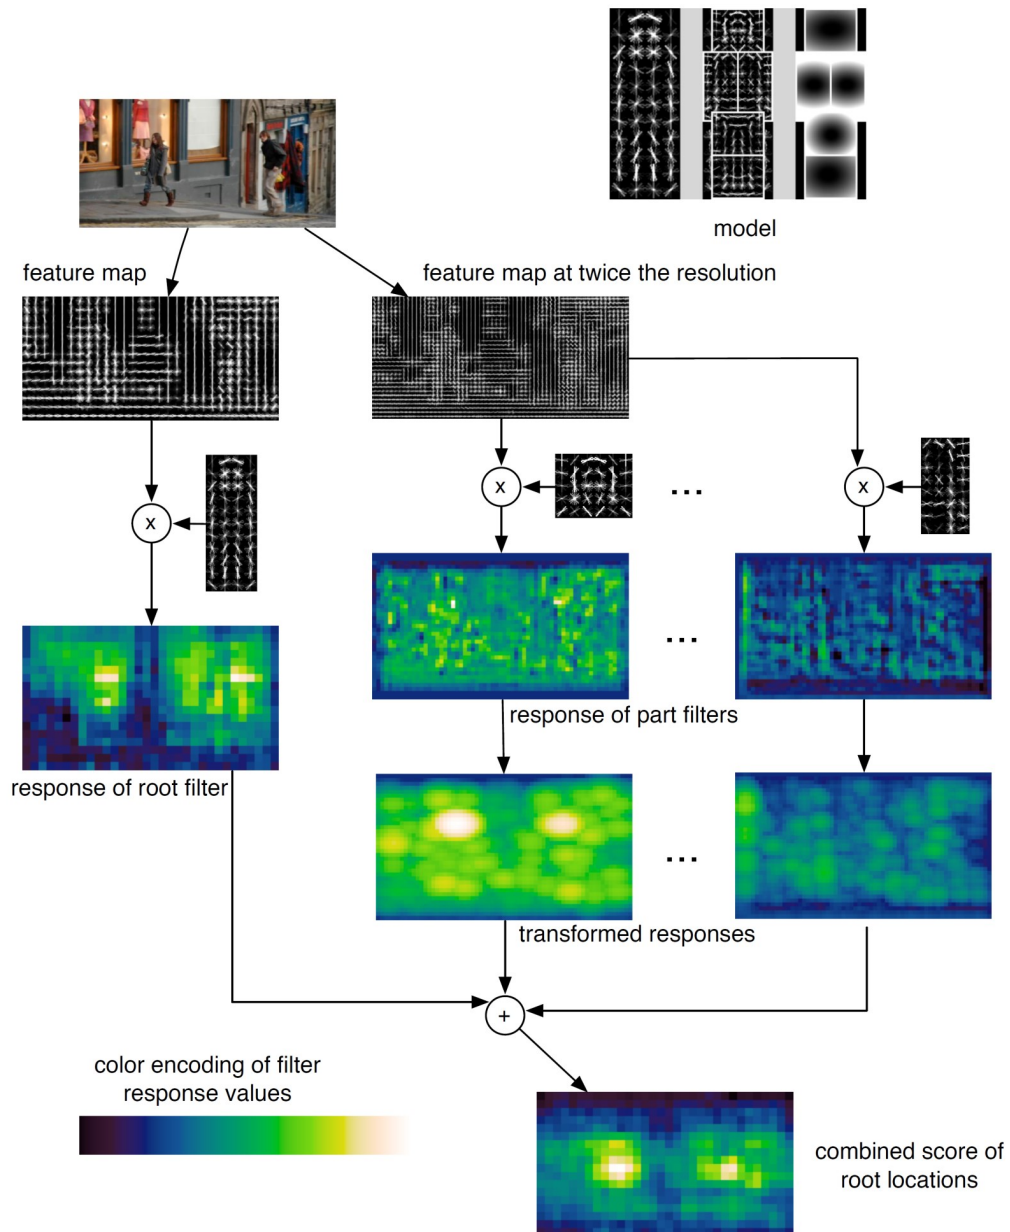 model
feature map
feature map at twice the resolution
x
x
x
...
...
response of part filters
response of root filter
...
transformed responses
+
color encoding of filter
response values
combined score of
root locations